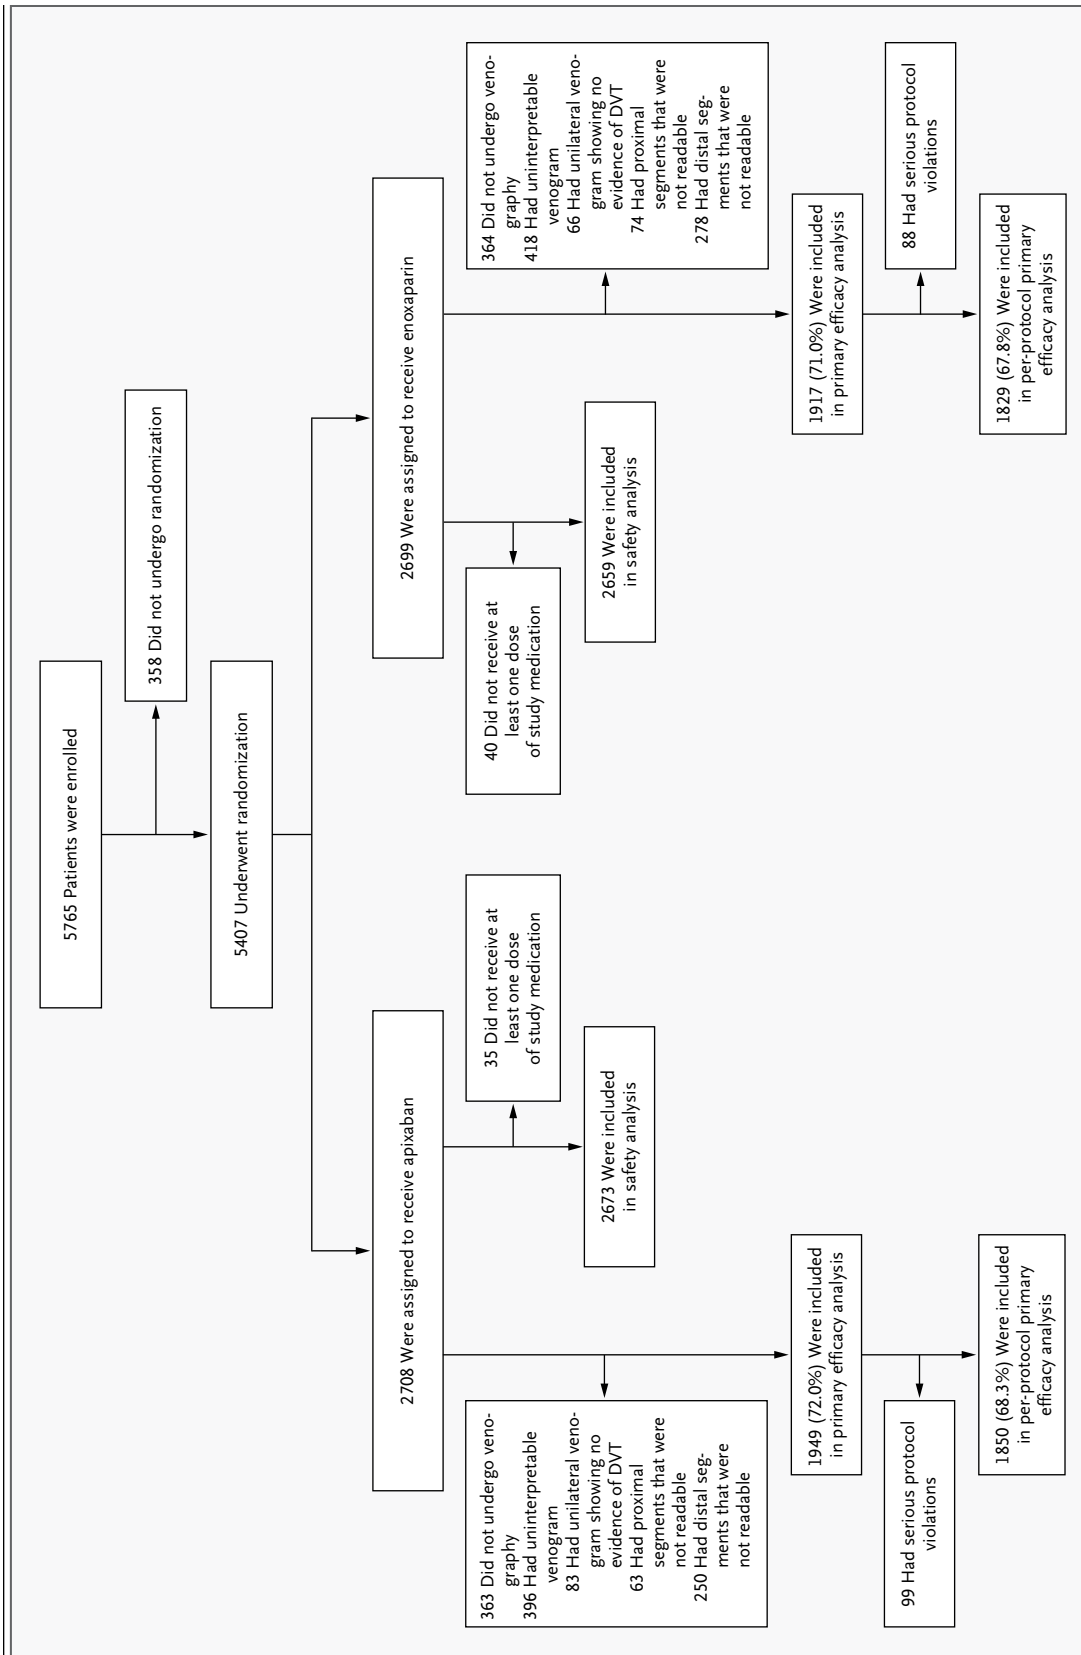 5765 Patients were enrolled
358 Did not undergo randomization
5407 Underwent randomization
2708 Were assigned to receive apixaban
2699 Were assigned to receive enoxaparin
363 Did not undergo veno-
graphy
396 Had uninterpretable
venogram
83 Had unilateral veno-
gram showing no
evidence of DVT
63 Had proximal
segments that were
not readable
250 Had distal seg-
ments that were
not readable
35 Did not receive at
least one dose
of study medication
40 Did not receive at
least one dose
of study medication
364 Did not undergo veno-
graphy
418 Had uninterpretable
venogram
66 Had unilateral veno-
gram showing no
evidence of DVT
74 Had proximal
segments that were
not readable
278 Had distal seg-
ments that were
not readable
2673 Were included
in safety analysis
2659 Were included
in safety analysis
1949 (72.0%) Were included
in primary efficacy analysis
1917 (71.0%) Were included
in primary efficacy analysis
99 Had serious protocol
violations
88 Had serious protocol
violations
1850 (68.3%) Were included
in per-protocol primary
efficacy analysis
1829 (67.8%) Were included
in per-protocol primary
efficacy analysis